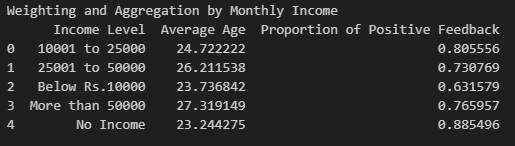 Weighting and Aggregation by Monthly Income
Income Level  Average Age  Proportion of Positive Feedback
0   10001 to 25000    24.722222                         0.805556
1   25001 to 50000    26.211538                         0.730769
2   Below Rs.10000    23.736842                         0.631579
3  More than 50000    27.319149                         0.765957
4        No Income    23.244275                         0.885496